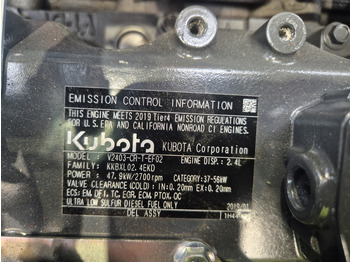 EMISSION CONTROL INFORMATION
THIS ENGINE MEETS 2019 Tier4 EMISSION REGULATIONS
FOR U.S. EPA AND CALIFORNIA NONROAD CI ENGINES.
Kubota KUBOTA Corporation
MODEL : V2403-CR-T-EF02 ENGINE DISP.: 2.4L
FAMILY: KKBXL02.4EKD
POWER : 47.9kW/2700rpm CATEGORY:37-56kW
VALVE CLEARANCE(COLD): IN:0.20mm EX:0.20mm
ECS: EM, DFI, TC, EGR, ECM, PTOX, OC
ULTRA LOW SULFUR DIESEL FUEL ONLY 2019/01
DEL ASSY